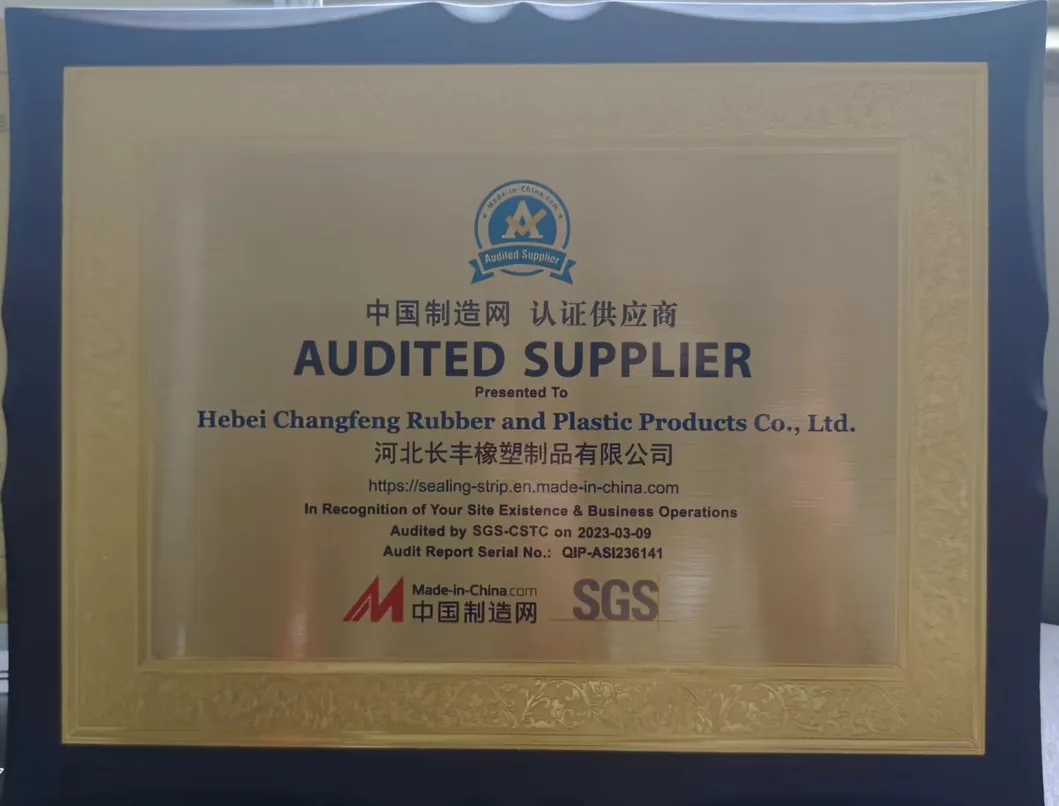 Made-in-China.com
Audited Supplier
中国制造网 认证供应商
AUDITED SUPPLIER
Presented To
Hebei Changfeng Rubber and Plastic Products Co., Ltd.
河北长丰橡塑制品有限公司
https://sealing-strip.en.made-in-china.com
In Recognition of Your Site Existence & Business Operations
Audited by SGS-CSTC on 2023-03-09
Audit Report Serial No.: QIP-ASI236141
Made-in-China.com
中国制造网
SGS